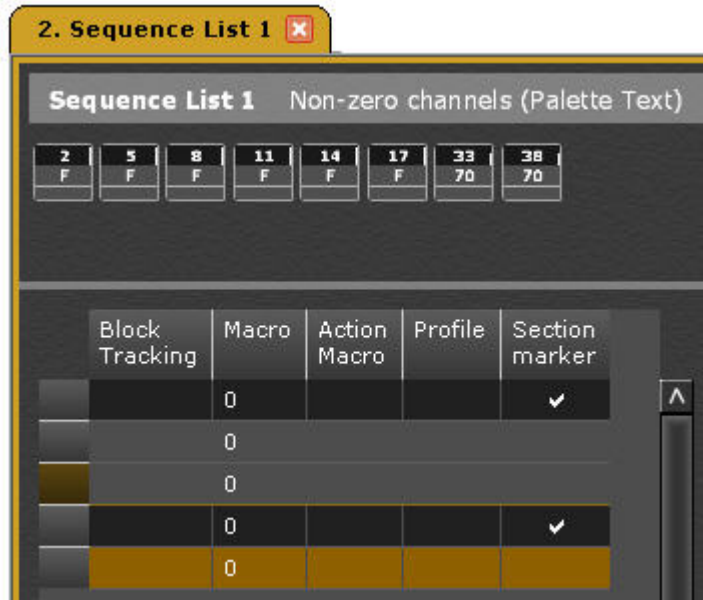 2. Sequence List 1
Sequence List 1 Non-zero channels (Palette Text)
2 5 8 11 14 17 33 38
F F F F F F 70 70
Block Tracking Macro Action Macro Profile Section marker
0 ✓
0
0
0 ✓
0